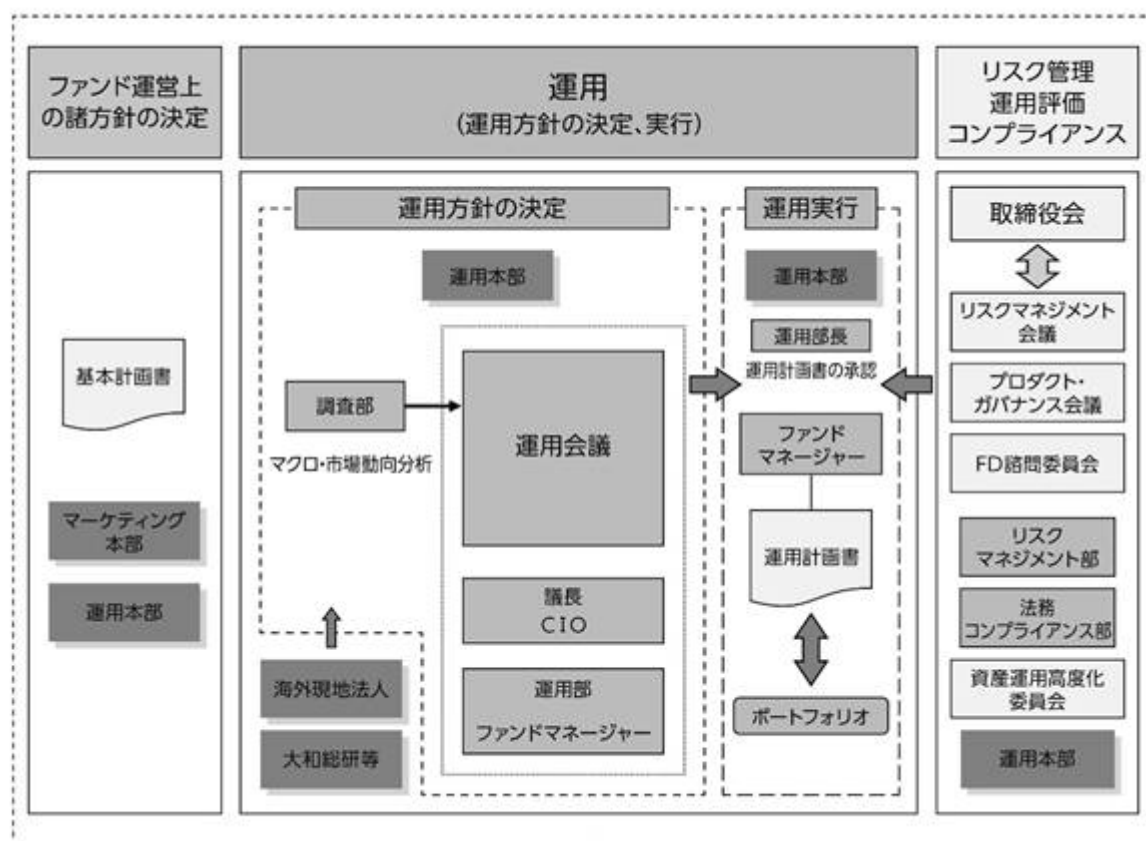 ファンド運営上
の諸方針の決定
運用
(運用方針の決定、実行)
リスク管理
運用評価
コンプライアンス
基本計画書
マーケティング
本部
運用本部
運用方針の決定
運用本部
調査部
マクロ・市場動向分析
運用会議
議長
CIO
運用部
ファンドマネージャー
海外現地法人
大和総研等
運用実行
運用本部
運用部長
運用計画書の承認
ファンド
マネージャー
運用計画書
ポートフォリオ
取締役会
リスクマネジメント
会議
プロダクト・
ガバナンス会議
FD諮問委員会
リスク
マネジメント部
法務
コンプライアンス部
資産運用高度化
委員会
運用本部